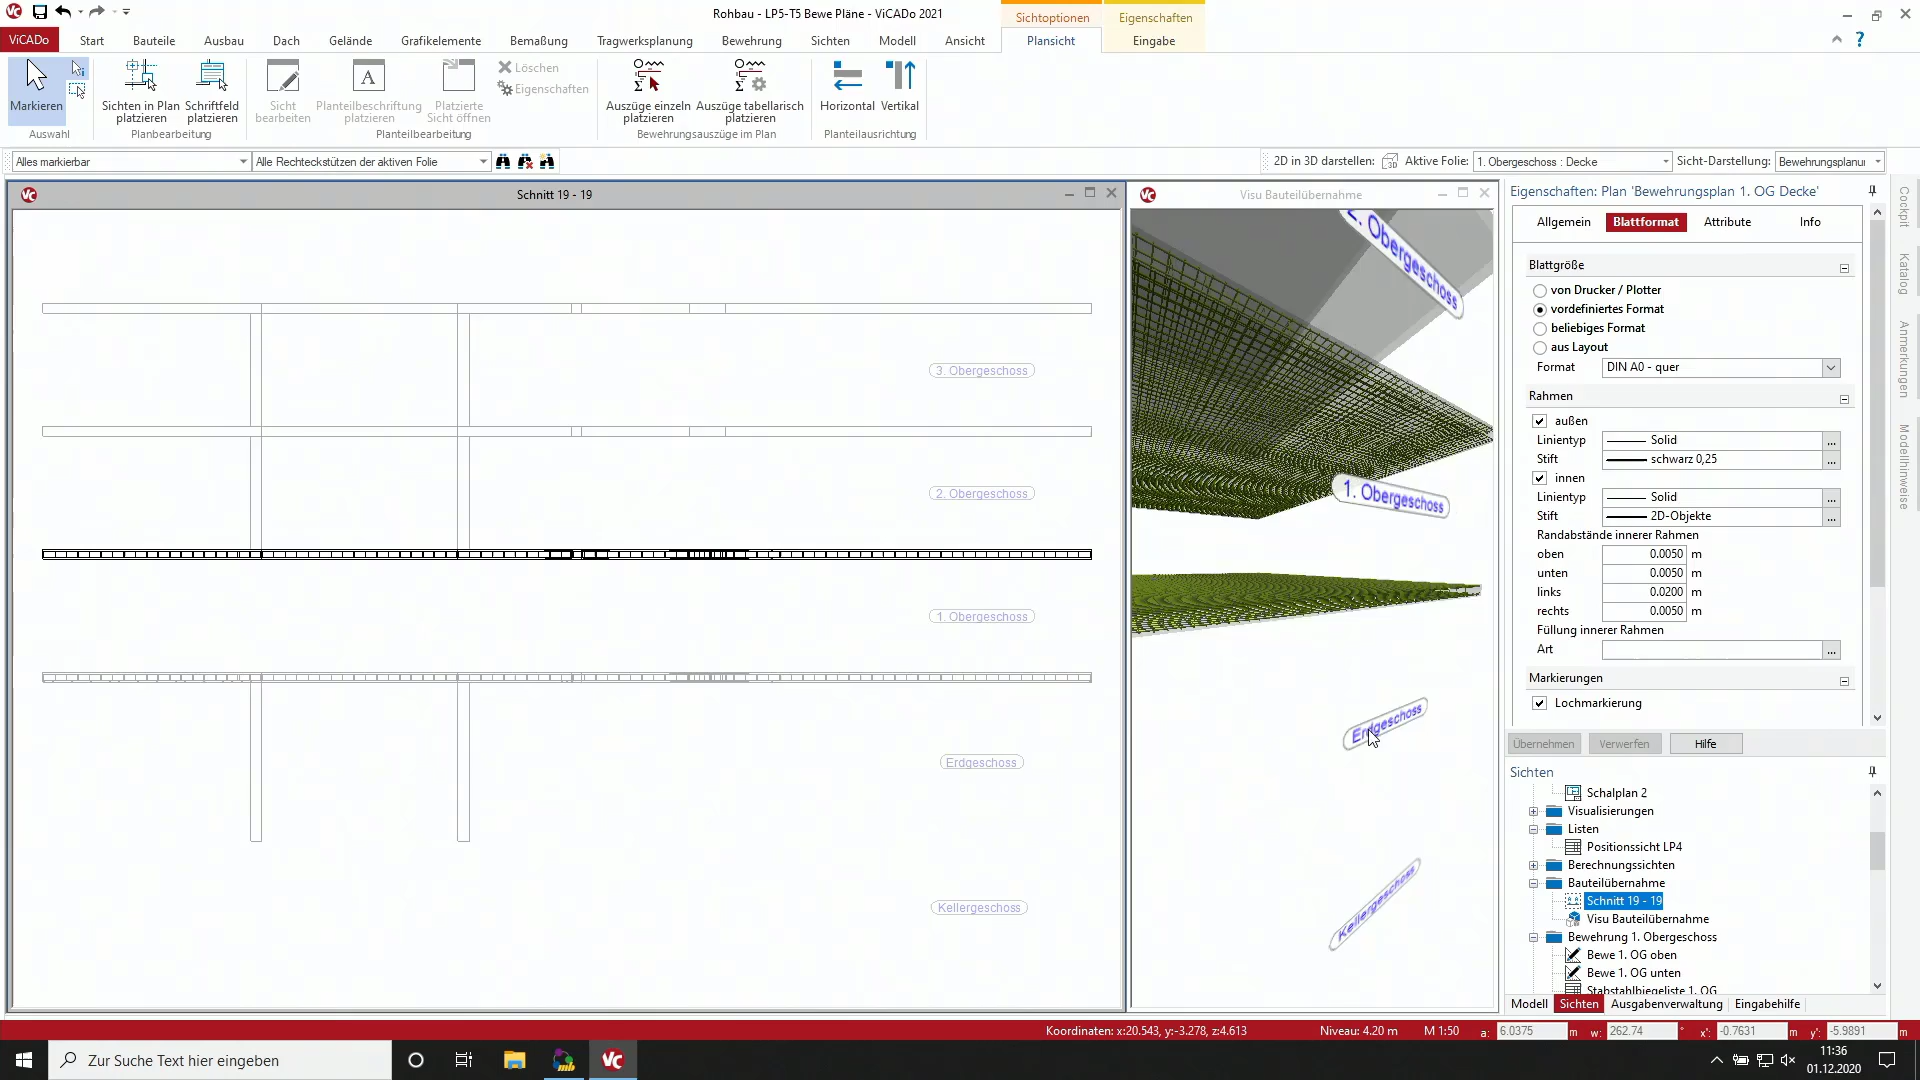 Rohbau - LP5-T5 Bewe Pläne - ViCADo 2021
Sichtoptionen
Eigenschaften
ViCADo
Start
Bauteile
Ausbau
Dach
Gelände
Grafikelemente
Bemaßung
Tragwerksplanung
Bewehrung
Sichten
Modell
Ansicht
Plansicht
Eingabe
Markieren
Auswahl
Sichten in Plan platzieren
Schriftfeld platzieren
Planbearbeitung
Sicht bearbeiten
Planteilbeschriftung platzieren
Platzierte Sicht öffnen
Löschen
Eigenschaften
Planteilbearbeitung
Auszüge einzeln platzieren
Auszüge tabellarisch platzieren
Bewehrungsauszüge im Plan
Horizontal
Vertikal
Planteilausrichtung
Alles markierbar
Alle Rechteckstützen der aktiven Folie
2D in 3D darstellen:
Aktive Folie:
1. Obergeschoss : Decke
Sicht-Darstellung:
Bewehrungsplanu
Schnitt 19 - 19
3. Obergeschoss
2. Obergeschoss
1. Obergeschoss
Erdgeschoss
Kellergeschoss
Visu Bauteilübernahme
2. Obergeschoss
1. Obergeschoss
Erdgeschoss
Kellergeschoss
Eigenschaften: Plan 'Bewehrungsplan 1. OG Decke'
Allgemein
Blattformat
Attribute
Info
Blattgröße
von Drucker / Plotter
vordefiniertes Format
beliebiges Format
aus Layout
Format DIN A0 - quer
Rahmen
außen
Linientyp Solid ...
Stift schwarz 0,25 ...
innen
Linientyp Solid ...
Stift 2D-Objekte ...
Randabstände innerer Rahmen
oben 0.0050 m
unten 0.0050 m
links 0.0200 m
rechts 0.0050 m
Füllung innerer Rahmen
Art ...
Markierungen
Lochmarkierung
Übernehmen
Verwerfen
Hilfe
Sichten
Schalplan 2
Visualisierungen
Listen
Positionssicht LP4
Berechnungssichten
Bauteilübernahme
Schnitt 19 - 19
Visu Bauteilübernahme
Bewehrung 1. Obergeschoss
Bewe 1. OG oben
Bewe 1. OG unten
Stabstahlbiegeliste 1. OG
Modell
Sichten
Ausgabenverwaltung
Eingabehilfe
Cockpit
Katalog
Anmerkungen
Modellhinweise
Koordinaten: x:20.543, y:-3.278, z:4.613
Niveau: 4.20 m
M 1:50
a: 6.0375 m
w: 262.74 °
x': -0.7631 m
y': -5.9891 m
Zur Suche Text hier eingeben
11:36
01.12.2020